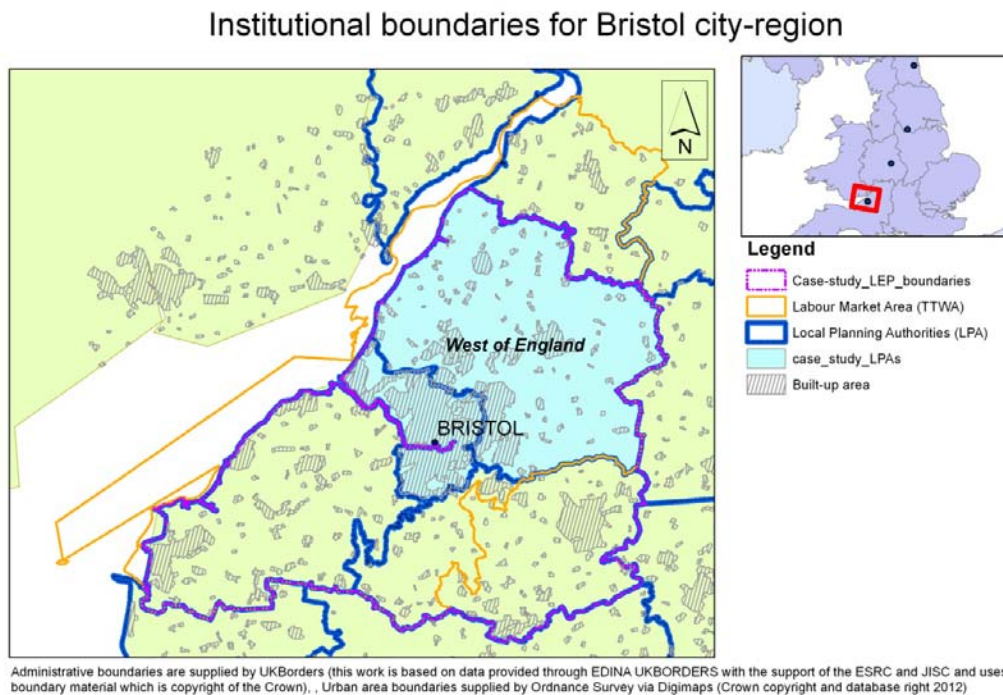 Institutional boundaries for Bristol city-region
N
West of England
BRISTOL
Legend
Case-study_LEP_boundaries
Labour Market Area (TTWA)
Local Planning Authorities (LPA)
case_study_LPAs
Built-up area
Administrative boundaries are supplied by UKBorders (this work is based on data provided through EDINA UKBORDERS with the support of the ESRC and JISC and uses
boundary material which is copyright of the Crown), , Urban area boundaries supplied by Ordnance Survey via Digimaps (Crown copyright and database right 2012)